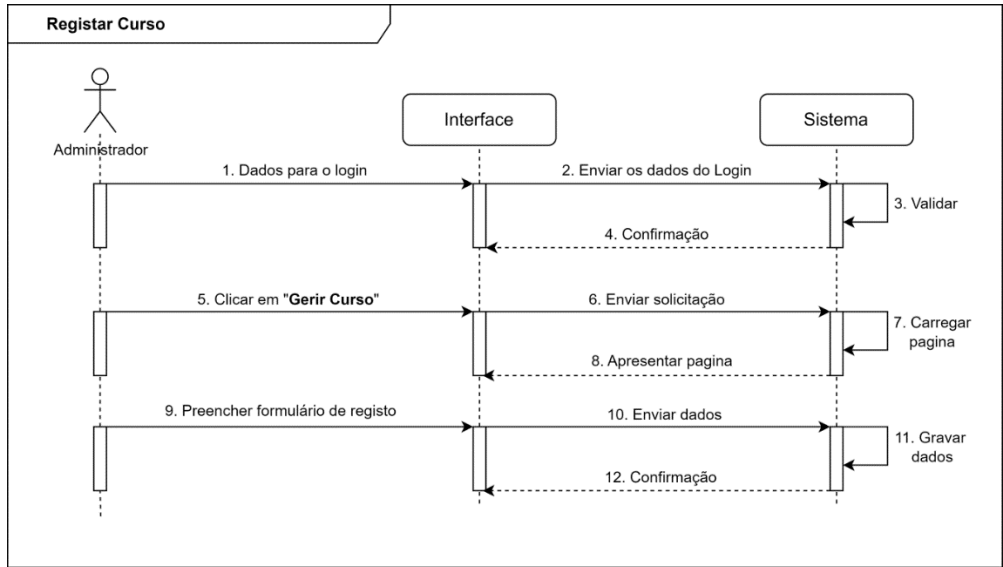 Registar Curso
Interface
Sistema
Administrador
1. Dados para o login
2. Enviar os dados do Login
3. Validar
4. Confirmação
5. Clicar em "Gerir Curso"
6. Enviar solicitação
7. Carregar
pagina
8. Apresentar pagina
9. Preencher formulário de registo
10. Enviar dados
11. Gravar
dados
12. Confirmação